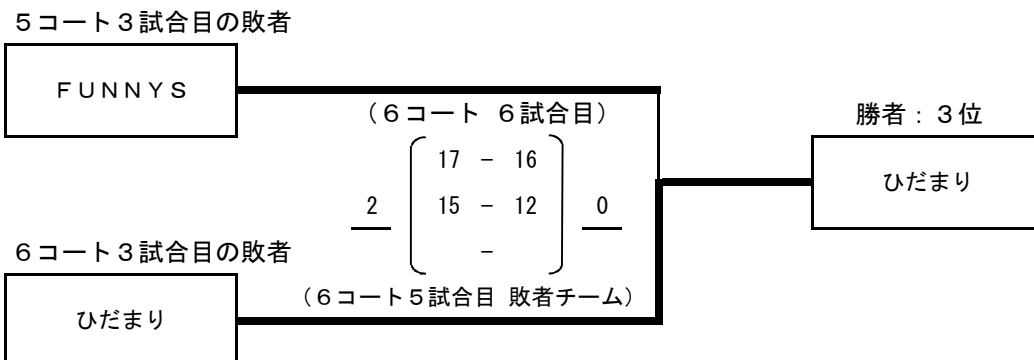 ５コート３試合目の敗者
ＦＵＮＮＹＳ
（６コート ６試合目）
勝者：３位
17 － 16
ひだまり
2 15 － 12 0
－
６コート３試合目の敗者
（６コート５試合目 敗者チーム）
ひだまり